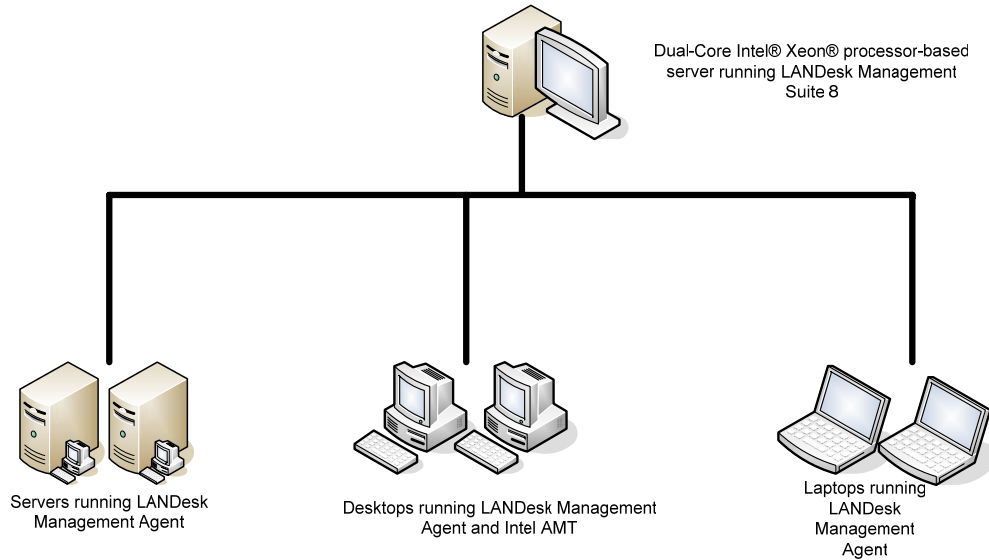 Dual-Core Intel® Xeon® processor-based
server running LANDesk Management
Suite 8
Servers running LANDesk
Management Agent
Desktops running LANDesk Management
Agent and Intel AMT
Laptops running
LANDesk
Management
Agent